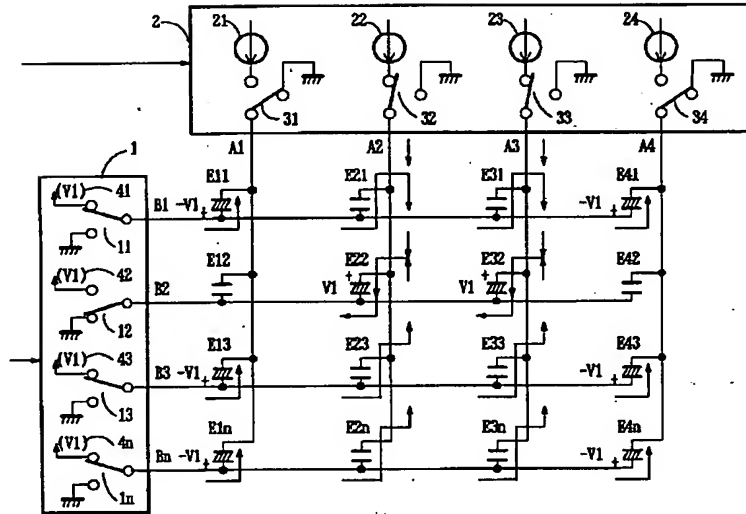 2 21 22 23 24
31 32 33 34
1 A1 A2 A3 A4
(V1) 41 B1 -V1 + E11 E21 E31 -V1 + E41
11
(V1) 42 B2 E12 + E22 V1 + E32 V1 E42
12
(V1) 43 B3 -V1 + E13 E23 E33 -V1 + E43
13
(V1) 4n Bn -V1 + E1n E2n E3n -V1 + E4n
1n